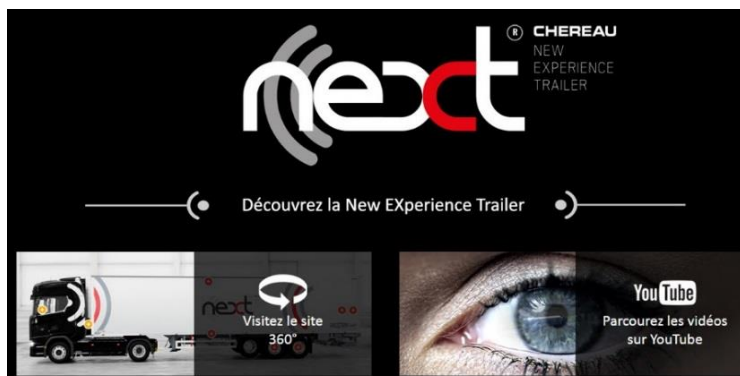 next
® CHEREAU
NEW
EXPERIENCE
TRAILER
Découvrez la New EXperience Trailer
next
Visitez le site
360°
YouTube
Parcourez les vidéos
sur YouTube